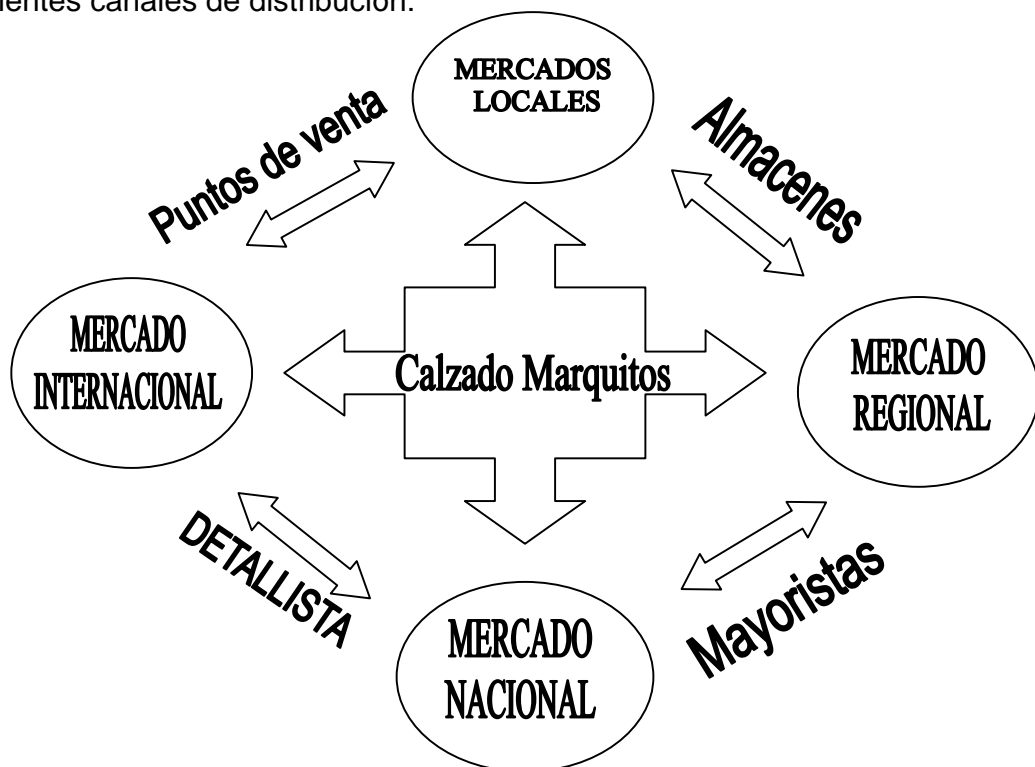 canales de distribución.
MERCADOS
LOCALES
Puntos de venta
Almacenes
MERCADO
INTERNACIONAL
Calzado Marquitos
MERCADO
REGIONAL
DETALLISTA
Mayoristas
MERCADO
NACIONAL